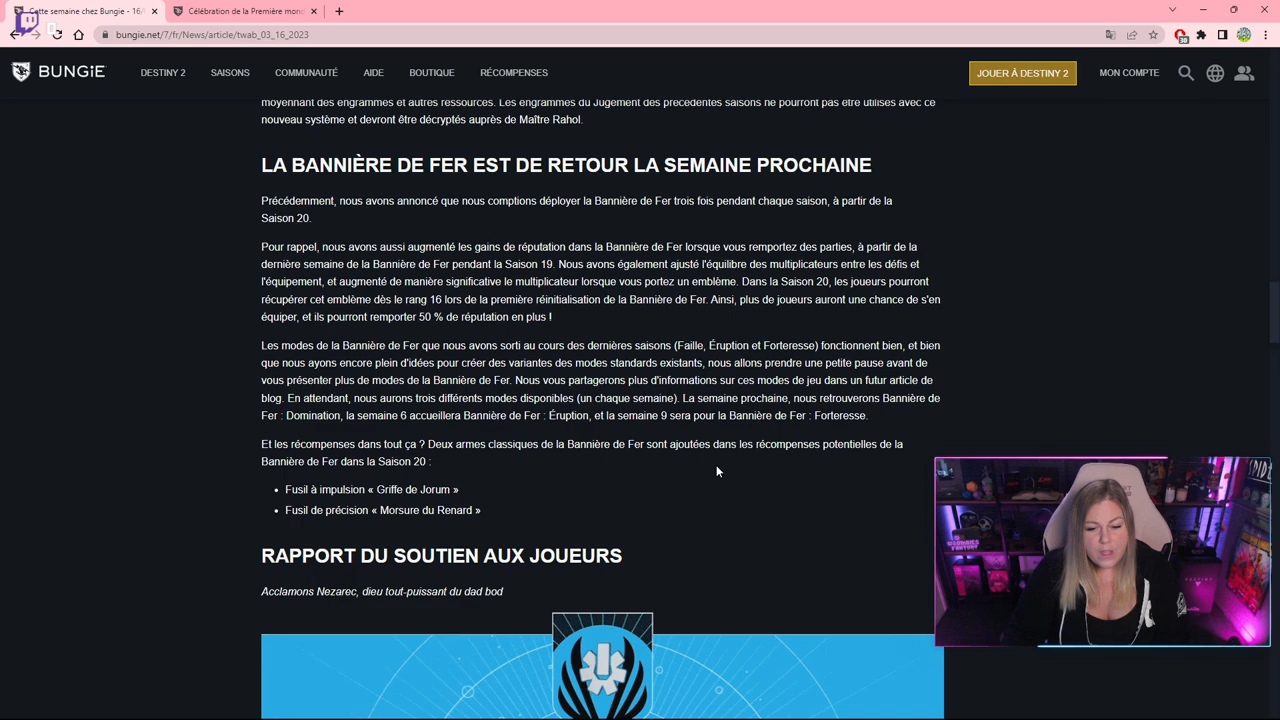 Cette semaine chez Bungie - 16/
Célébration de la Première mond
bungie.net/7/fr/News/article/twab_03_16_2023
BUNGiE
DESTINY 2
SAISONS
COMMUNAUTÉ
AIDE
BOUTIQUE
RÉCOMPENSES
JOUER À DESTINY 2
MON COMPTE
moyennant des engrammes et autres ressources. Les engrammes du Jugement des précédentes saisons ne pourront pas être utilisés avec ce
nouveau système et devront être décryptés auprès de Maître Rahol.
LA BANNIÈRE DE FER EST DE RETOUR LA SEMAINE PROCHAINE
Précédemment, nous avons annoncé que nous comptions déployer la Bannière de Fer trois fois pendant chaque saison, à partir de la
Saison 20.
Pour rappel, nous avons aussi augmenté les gains de réputation dans la Bannière de Fer lorsque vous remportez des parties, à partir de la
dernière semaine de la Bannière de Fer pendant la Saison 19. Nous avons également ajusté l'équilibre des multiplicateurs entre les défis et
l'équipement, et augmenté de manière significative le multiplicateur lorsque vous portez un emblème. Dans la Saison 20, les joueurs pourront
récupérer cet emblème dès le rang 16 lors de la première réinitialisation de la Bannière de Fer. Ainsi, plus de joueurs auront une chance de s'en
équiper, et ils pourront remporter 50 % de réputation en plus !
Les modes de la Bannière de Fer que nous avons sorti au cours des dernières saisons (Faille, Éruption et Forteresse) fonctionnent bien, et bien
que nous ayons encore plein d'idées pour créer des variantes des modes standards existants, nous allons prendre une petite pause avant de
vous présenter plus de modes de la Bannière de Fer. Nous vous partagerons plus d'informations sur ces modes de jeu dans un futur article de
blog. En attendant, nous aurons trois différents modes disponibles (un chaque semaine). La semaine prochaine, nous retrouverons Bannière de
Fer : Domination, la semaine 6 accueillera Bannière de Fer : Éruption, et la semaine 9 sera pour la Bannière de Fer : Forteresse.
Et les récompenses dans tout ça ? Deux armes classiques de la Bannière de Fer sont ajoutées dans les récompenses potentielles de la
Bannière de Fer dans la Saison 20 :
• Fusil à impulsion « Griffe de Jorum »
• Fusil de précision « Morsure du Renard »
RAPPORT DU SOUTIEN AUX JOUEURS
Acclamons Nezarec, dieu tout-puissant du dad bod